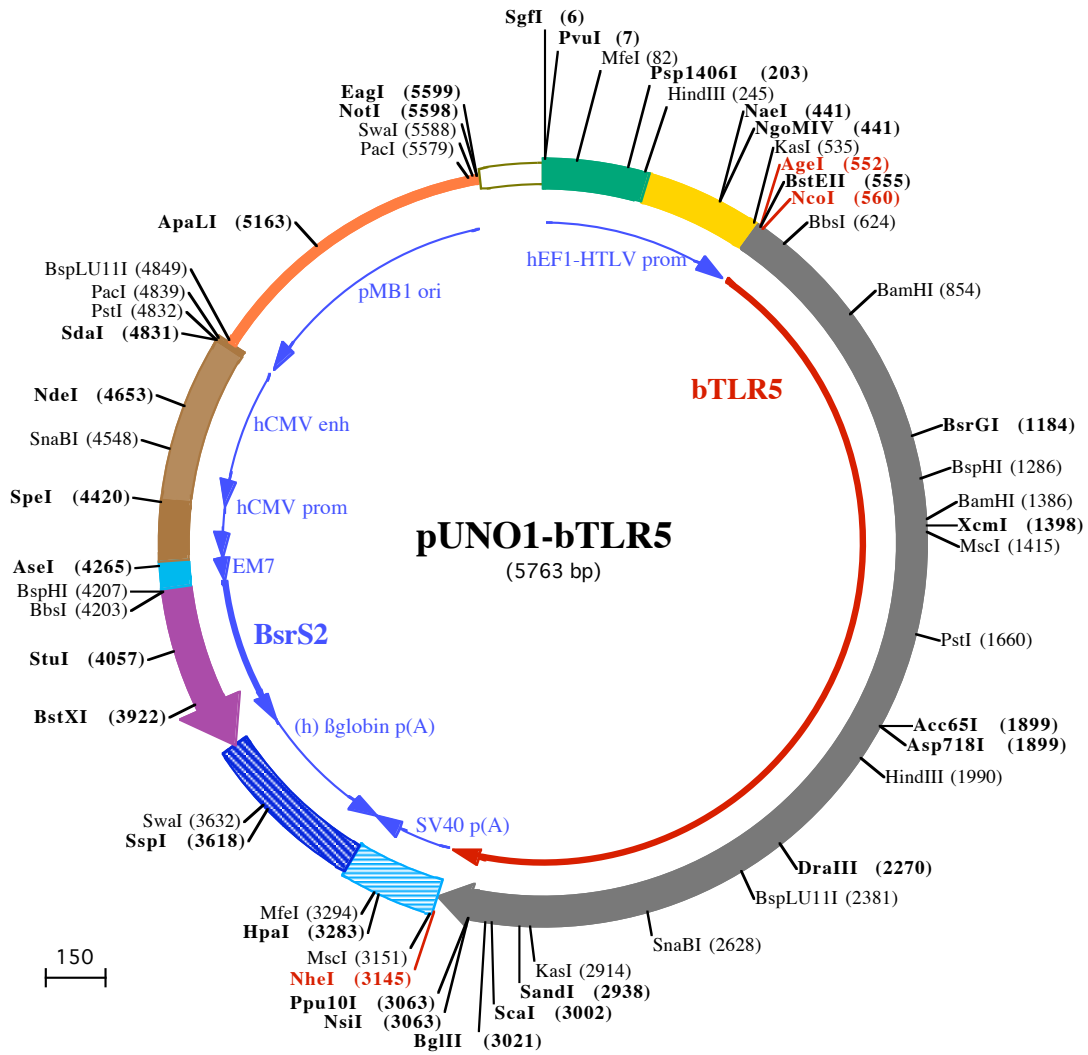 SgfI (6)
PvuI (7)
MfeI (82)
Psp1406I (203)
HindIII (245)
NaeI (441)
NgoMIV (441)
KasI (535)
AgeI (552)
BstEII (555)
NcoI (560)
BbsI (624)
BamHI (854)
BsrGI (1184)
BspHI (1286)
BamHI (1386)
XcmI (1398)
MscI (1415)
PstI (1660)
Acc65I (1899)
Asp718I (1899)
HindIII (1990)
DraIII (2270)
BspLU11I (2381)
SnaBI (2628)
KasI (2914)
SandI (2938)
ScaI (3002)
BglII (3021)
NsiI (3063)
Ppu10I (3063)
NheI (3145)
MscI (3151)
HpaI (3283)
MfeI (3294)
SspI (3618)
SwaI (3632)
BstXI (3922)
StuI (4057)
BbsI (4203)
BspHI (4207)
AseI (4265)
SpeI (4420)
SnaBI (4548)
NdeI (4653)
SdaI (4831)
PstI (4832)
PacI (4839)
BspLU11I (4849)
ApaLI (5163)
PacI (5579)
SwaI (5588)
NotI (5598)
EagI (5599)
hEF1-HTLV prom
bTLR5
pMB1 ori
hCMV enh
hCMV prom
EM7
BsrS2
(h) ßglobin p(A)
SV40 p(A)
pUNO1-bTLR5
(5763 bp)
150